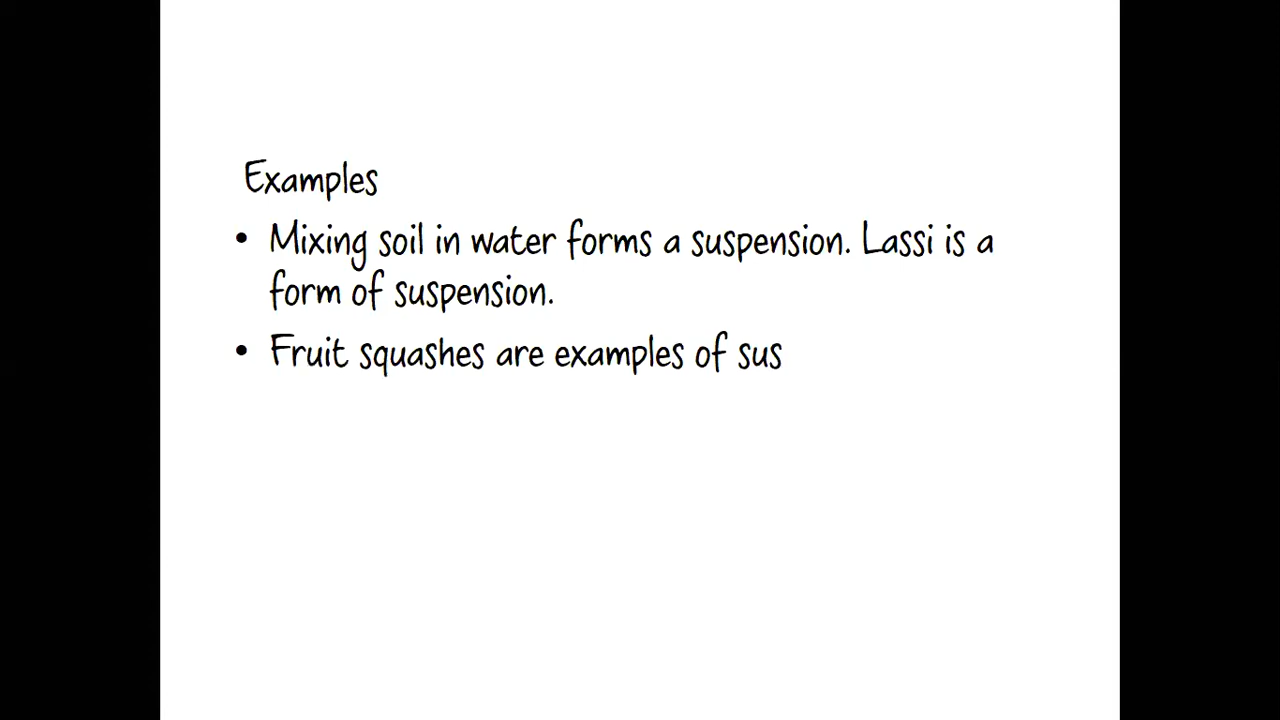 Examples
• Mixing soil in water forms a suspension. Lassi is a
form of suspension.
• Fruit squashes are examples of sus